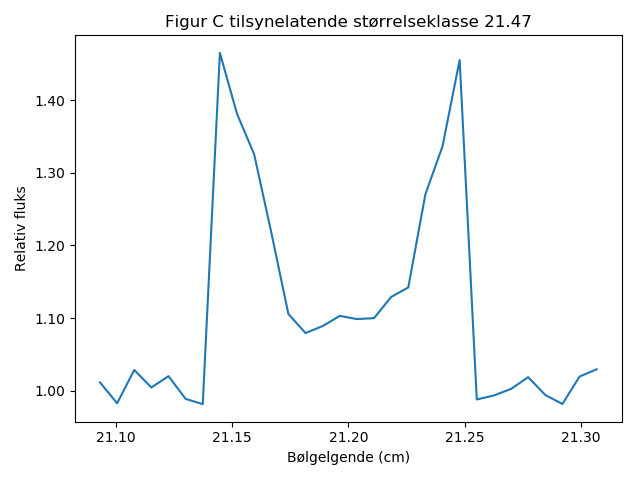 Figur C tilsynelatende størrelseklasse 21.47
1.40
1.30
1.20
1.10
1.00
Relativ fluks
21.10 21.15 21.20 21.25 21.30
Bølgelgende (cm)